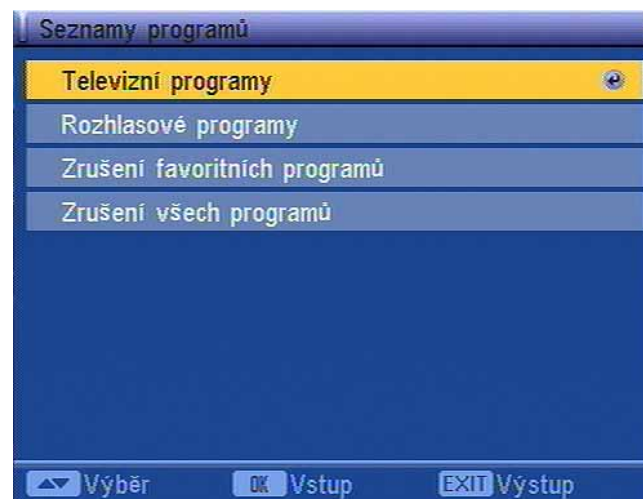 Seznamy programů
Televizní programy
Rozhlasové programy
Zrušení favoritních programů
Zrušení všech programů
Výběr OK Vstup EXIT Výstup